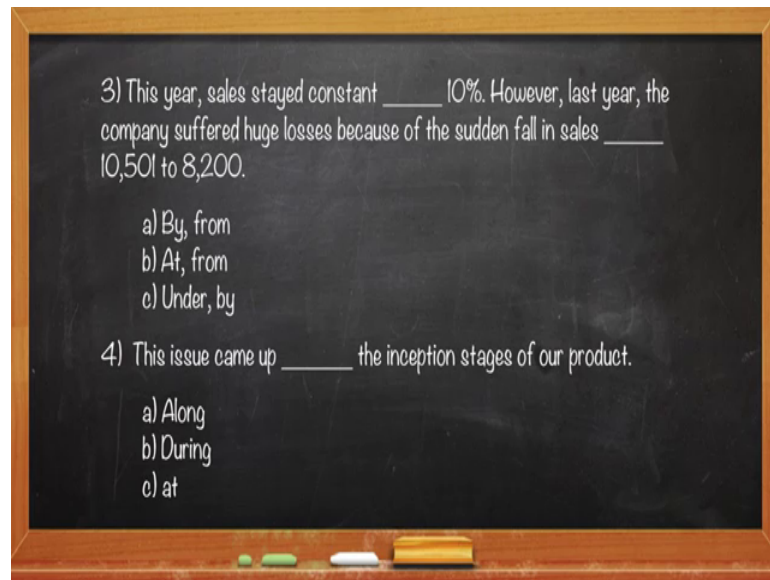 3) This year, sales stayed constant ______ 10%. However, last year, the
company suffered huge losses because of the sudden fall in sales ______
10,501 to 8,200.
a) By, from
b) At, from
c) Under, by
4) This issue came up _______ the inception stages of our product.
a) Along
b) During
c) at